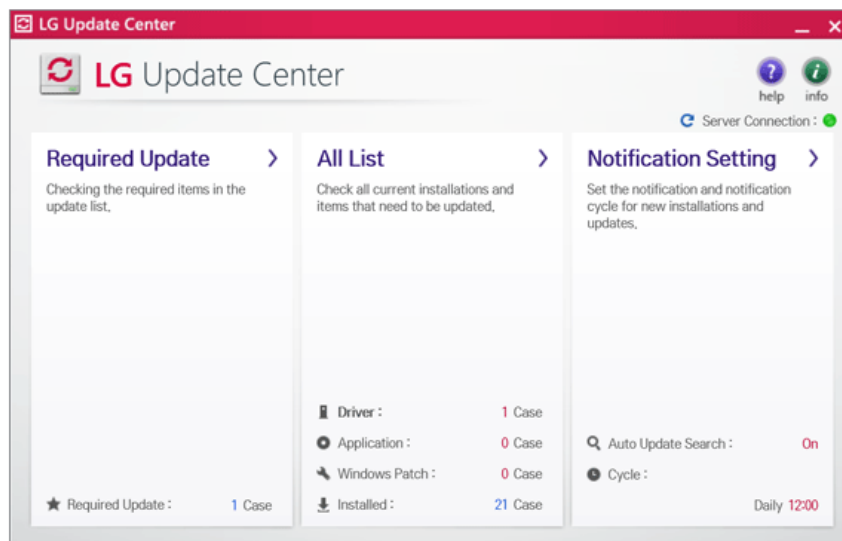 LG Update Center
LG Update Center
help
info
Server Connection :
Required Update
Checking the required items in the
update list.
Required Update : 1 Case
All List
Check all current installations and
items that need to be updated.
Driver : 1 Case
Application : 0 Case
Windows Patch : 0 Case
Installed : 21 Case
Notification Setting
Set the notification and notification
cycle for new installations and
updates.
Auto Update Search : On
Cycle :
Daily 12:00